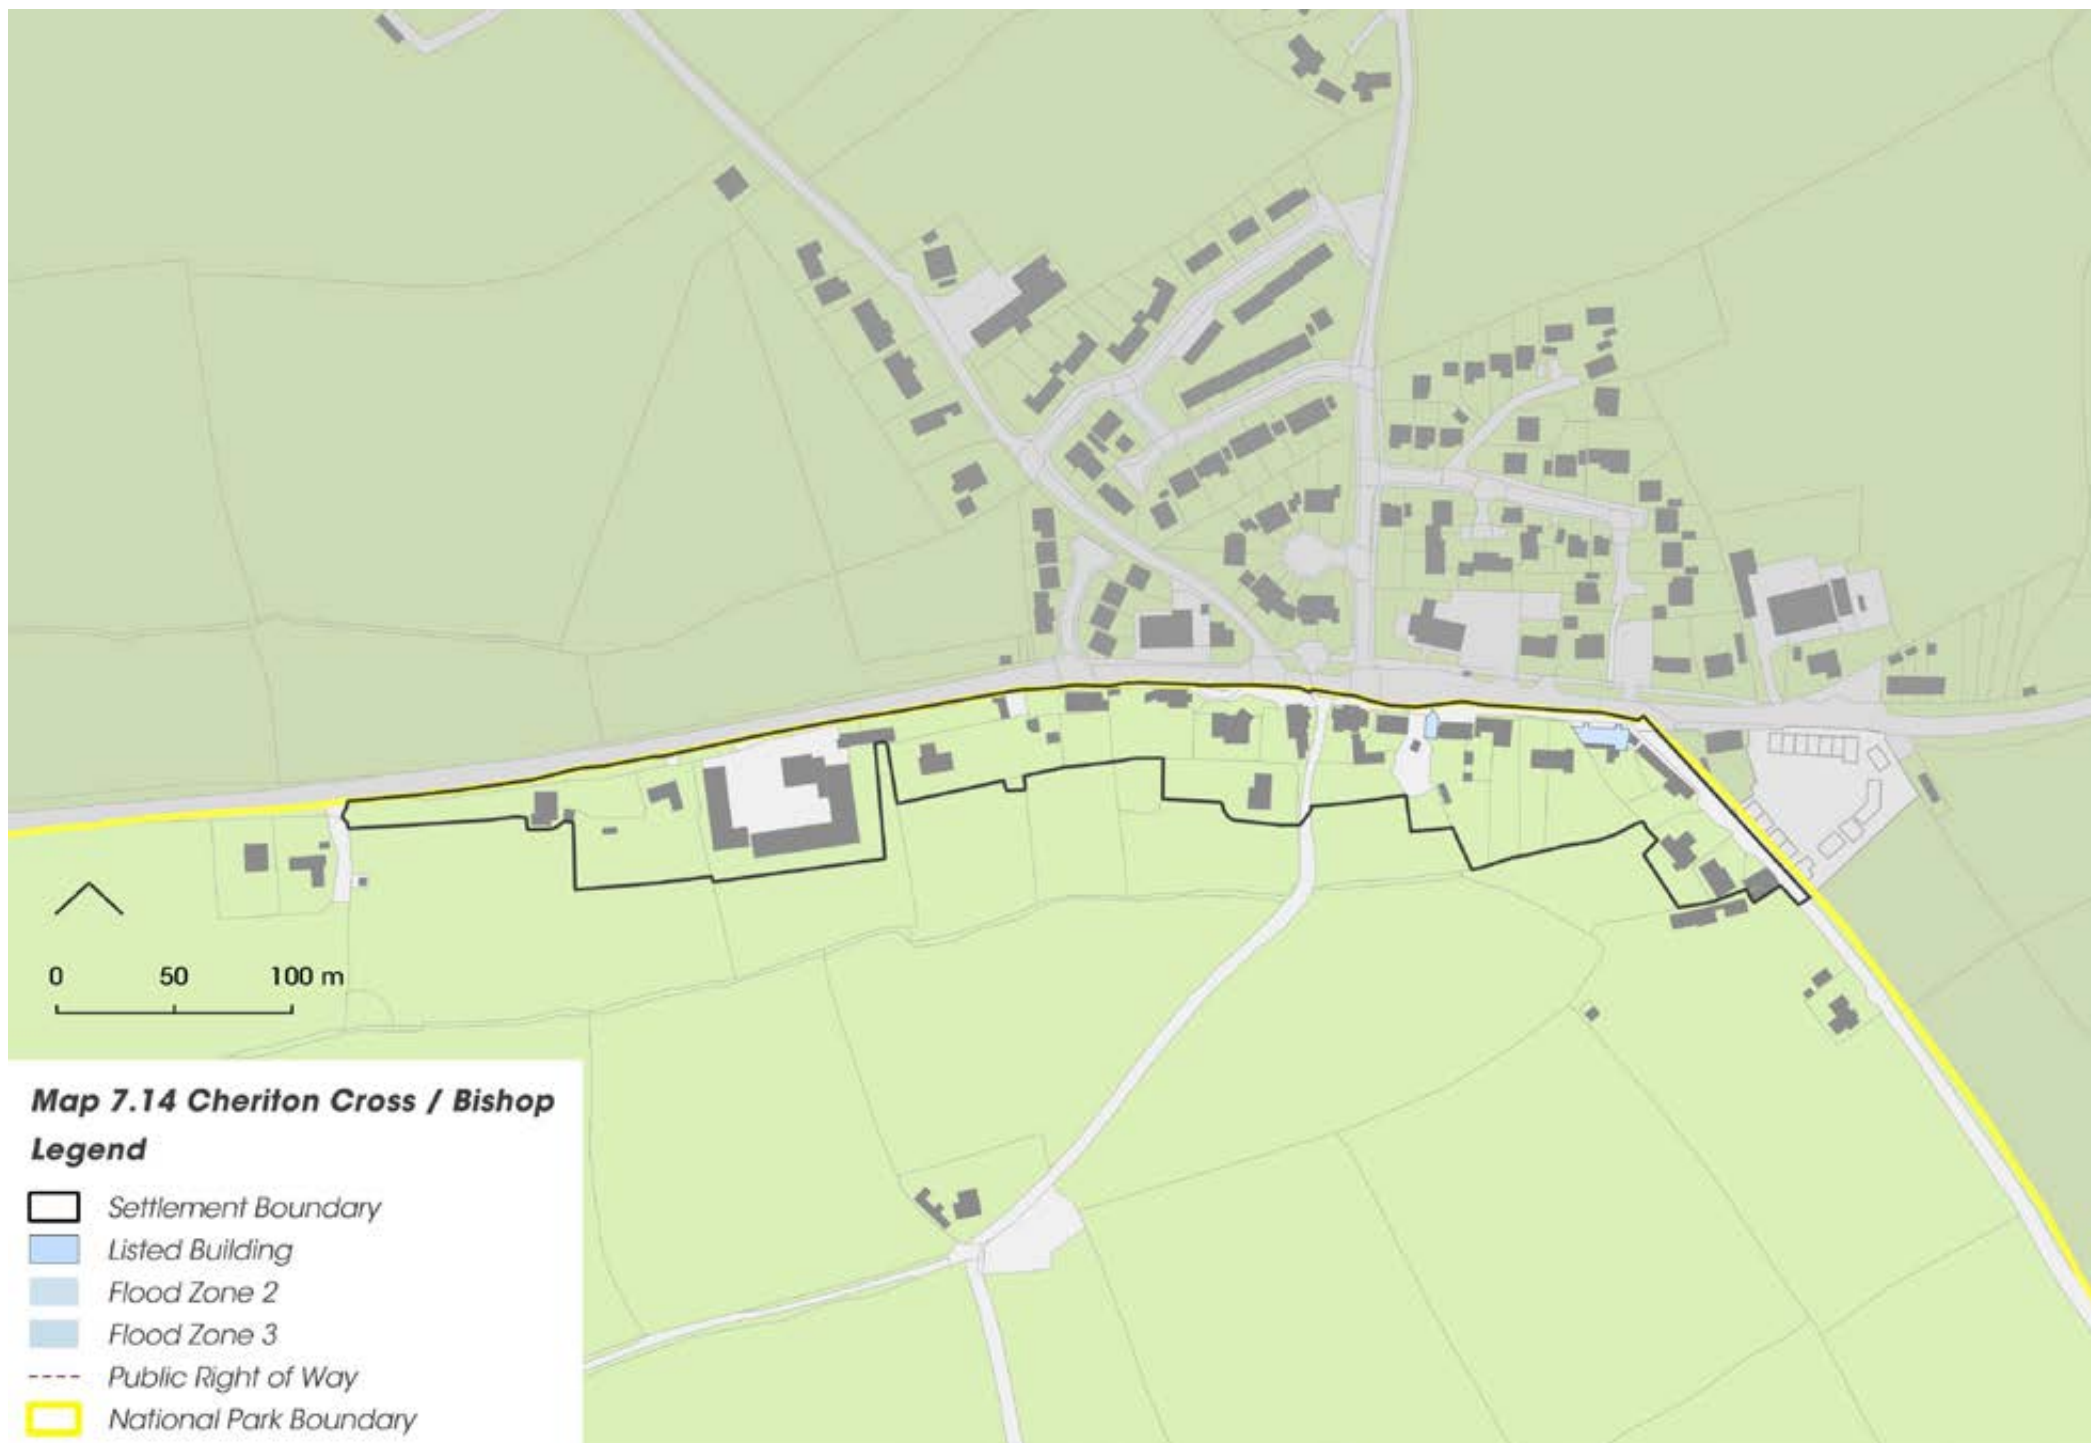 0 50 100 m
Map 7.14 Cheriton Cross / Bishop
Legend
Settlement Boundary
Listed Building
Flood Zone 2
Flood Zone 3
Public Right of Way
National Park Boundary